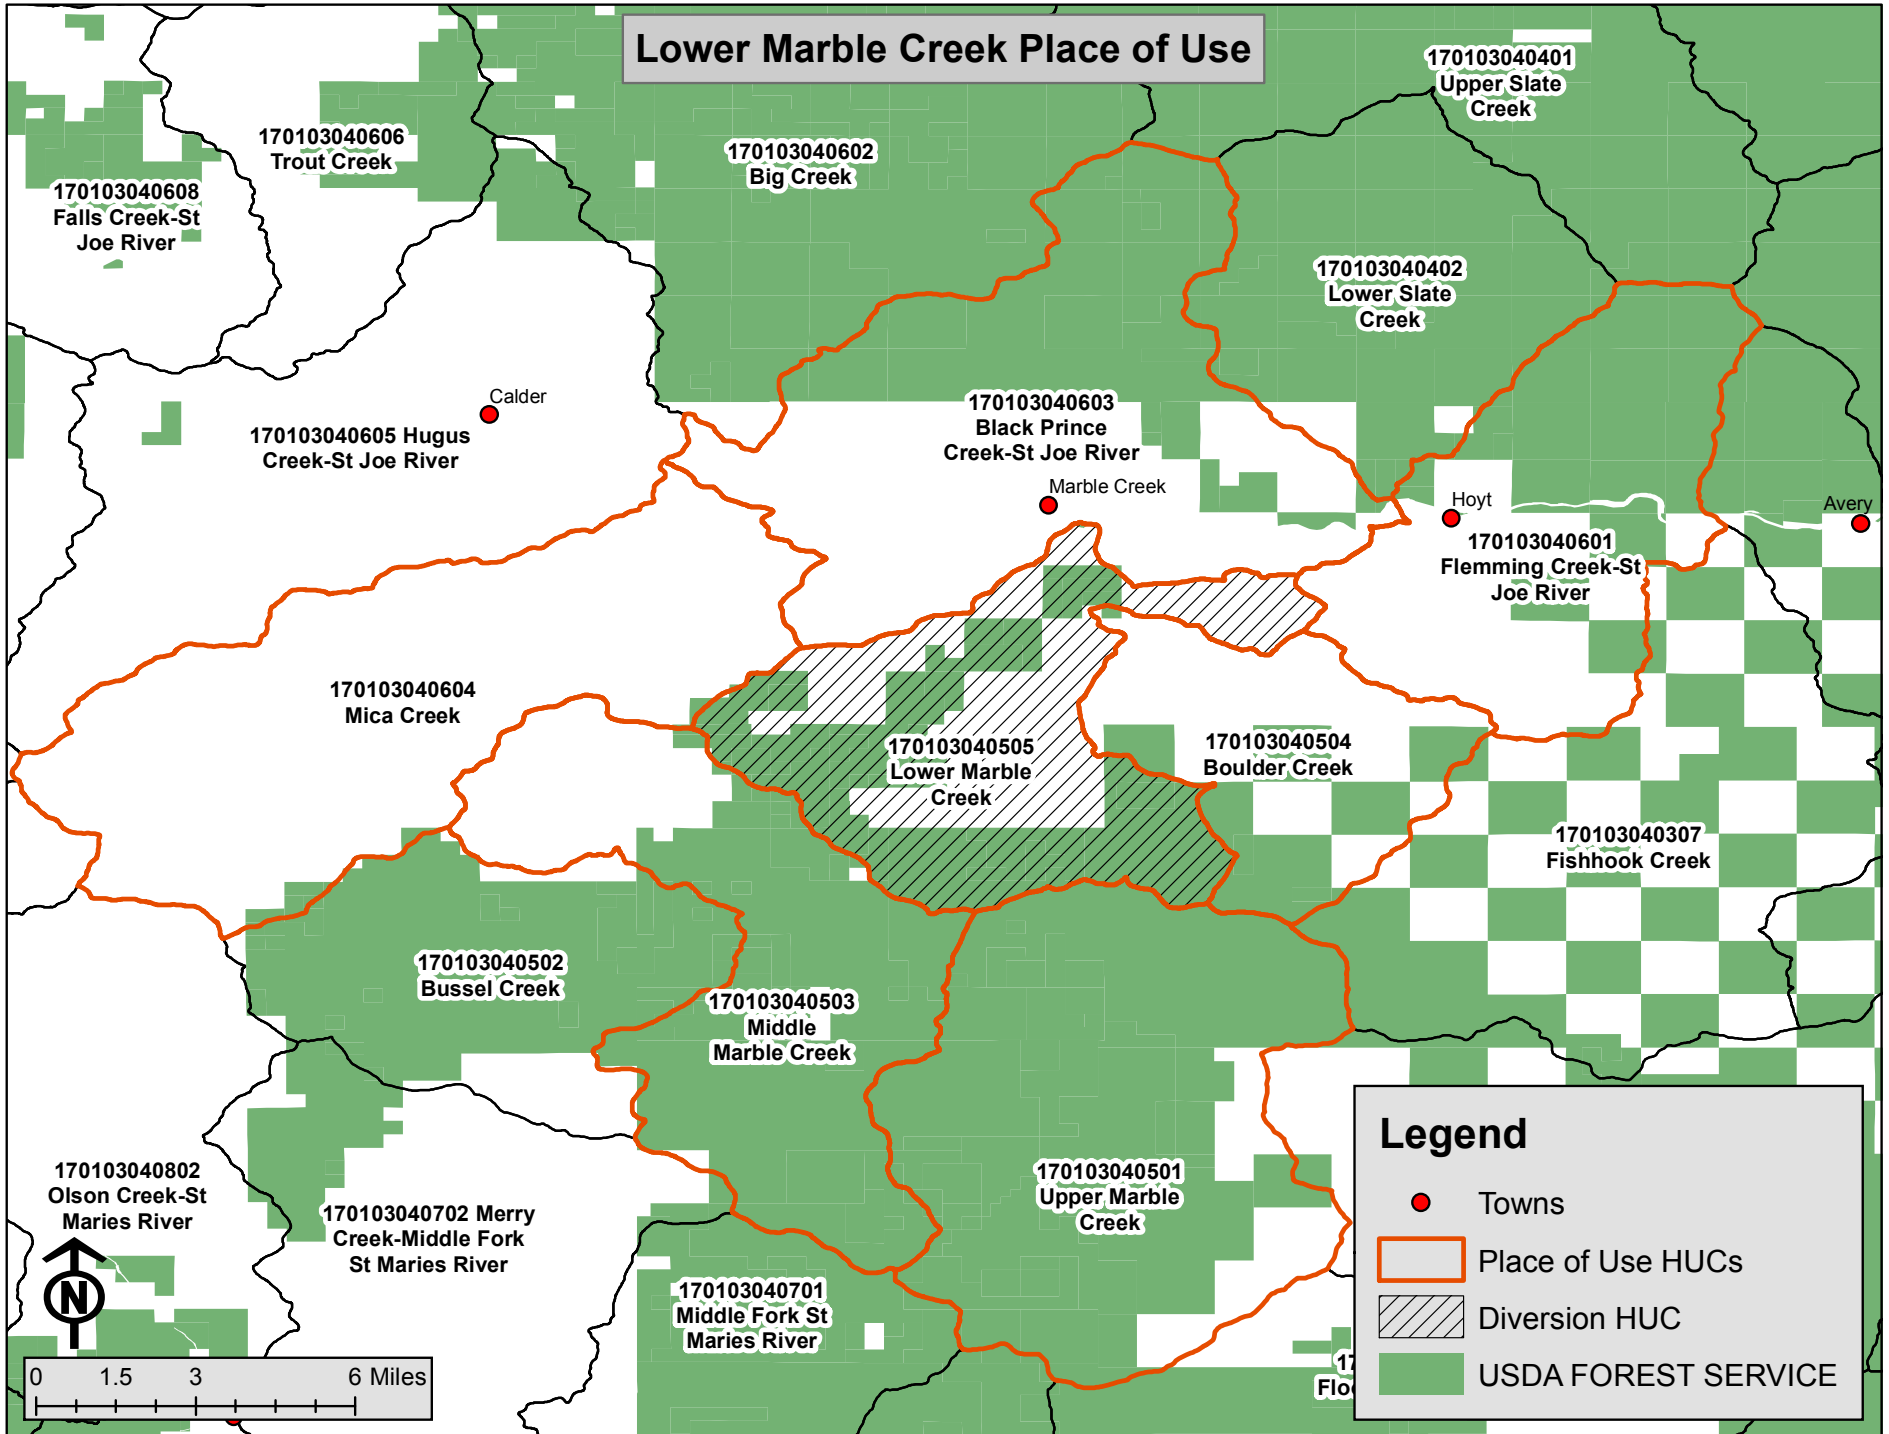 Lower Marble Creek Place of Use
170103040401
Upper Slate
Creek
170103040606
Trout Creek
170103040602
Big Creek
170103040608
Falls Creek-St
Joe River
170103040402
Lower Slate
Creek
Calder
170103040603
Black Prince
Creek-St Joe River
170103040605 Hugus
Creek-St Joe River
Marble Creek
Hoyt
Avery
170103040601
Flemming Creek-St
Joe River
170103040604
Mica Creek
170103040505
Lower Marble
Creek
170103040504
Boulder Creek
170103040307
Fishhook Creek
170103040502
Bussel Creek
170103040503
Middle
Marble Creek
170103040802
Olson Creek-St
Maries River
170103040702 Merry
Creek-Middle Fork
St Maries River
170103040501
Upper Marble
Creek
170103040701
Middle Fork St
Maries River
17
Floo
Legend
Towns
Place of Use HUCs
Diversion HUC
USDA FOREST SERVICE
N
0 1.5 3 6 Miles